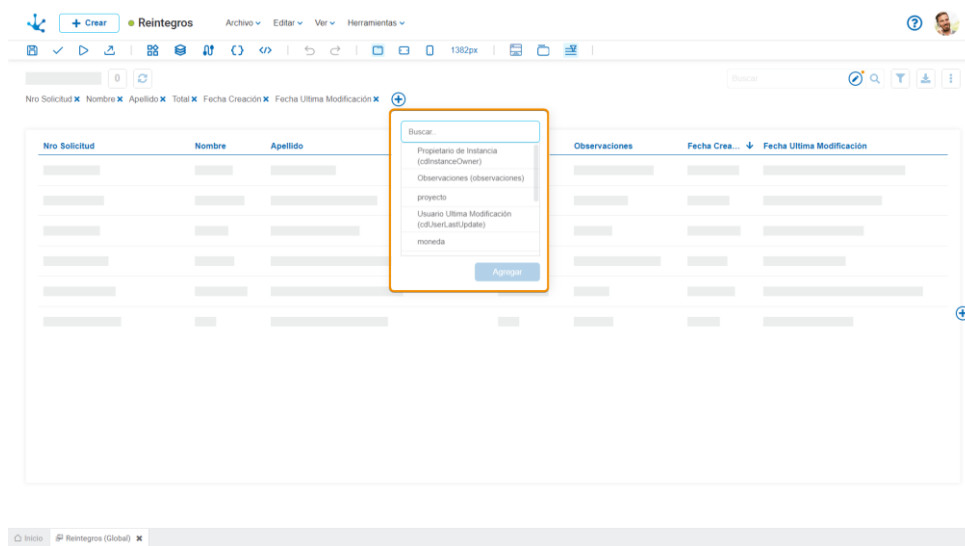 + Crear
Reintegros
Archivo Editar Ver Herramientas
1382px
0
Buscar
Nro Solicitud Nombre Apellido Total Fecha Creación Fecha Ultima Modificación
Buscar..
Propietario de Instancia
(cdInstanceOwner)
Observaciones (observaciones)
proyecto
Usuario Ultima Modificación
(cdUserLastUpdate)
moneda
Agregar
Nro Solicitud Nombre Apellido Observaciones Fecha Crea... Fecha Ultima Modificación
Inicio Reintegros (Global)